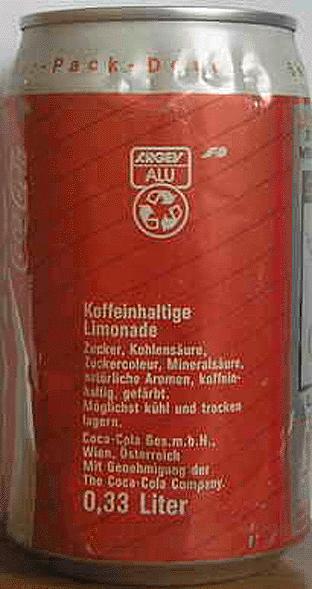 -Pack-Dose
ARGEV
ALU
Koffeinhaltige
Limonade
Zucker, Kohlensäure,
Zuckercouleur, Mineralsäure,
natürliche Aromen, koffein-
haltig, gefärbt.
Möglichst kühl und trocken
lagern.
Coca-Cola Ges.m.b.H.,
Wien, Österreich
Mit Genehmigung der
The Coca-Cola Company.
0,33 Liter